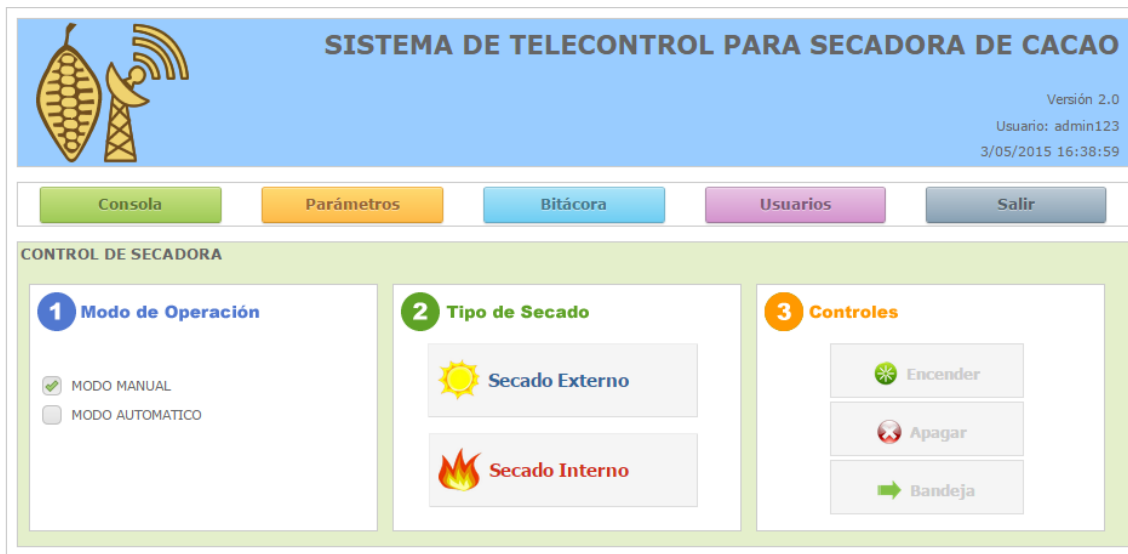 SISTEMA DE TELECONTROL PARA SECADORA DE CACAO
Versión 2.0
Usuario: admin123
3/05/2015 16:38:59
Consola
Parámetros
Bitácora
Usuarios
Salir
CONTROL DE SECADORA
1 Modo de Operación
MODO MANUAL
MODO AUTOMATICO
2 Tipo de Secado
Secado Externo
Secado Interno
3 Controles
Encender
Apagar
Bandeja